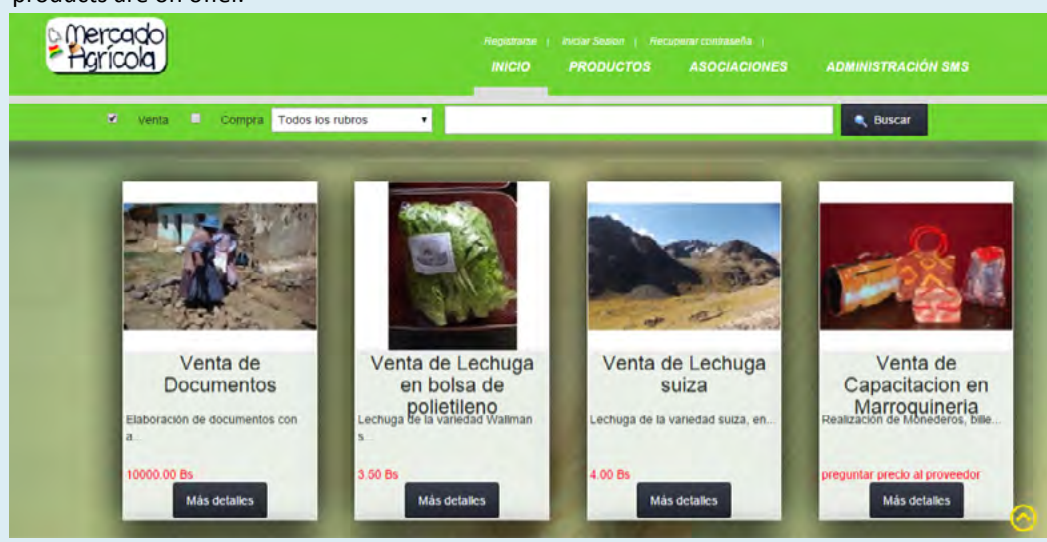 products are on offer.
Mercado
Agrícola
Registrarse | Iniciar Sesion | Recuperar contraseña |
INICIO PRODUCTOS ASOCIACIONES ADMINISTRACIÓN SMS
Venta Compra Todos los rubros Buscar
Venta de
Documentos
Elaboración de documentos con
a...
10000.00 Bs
Más detalles
Venta de Lechuga
en bolsa de
polietileno
Lechuga de la variedad Wallman
s...
3.50 Bs
Más detalles
Venta de Lechuga
suiza
Lechuga de la variedad suiza, en...
4.00 Bs
Más detalles
Venta de
Capacitacion en
Marroquineria
Realización de Monederos, bille...
preguntar precio al proveedor
Más detalles